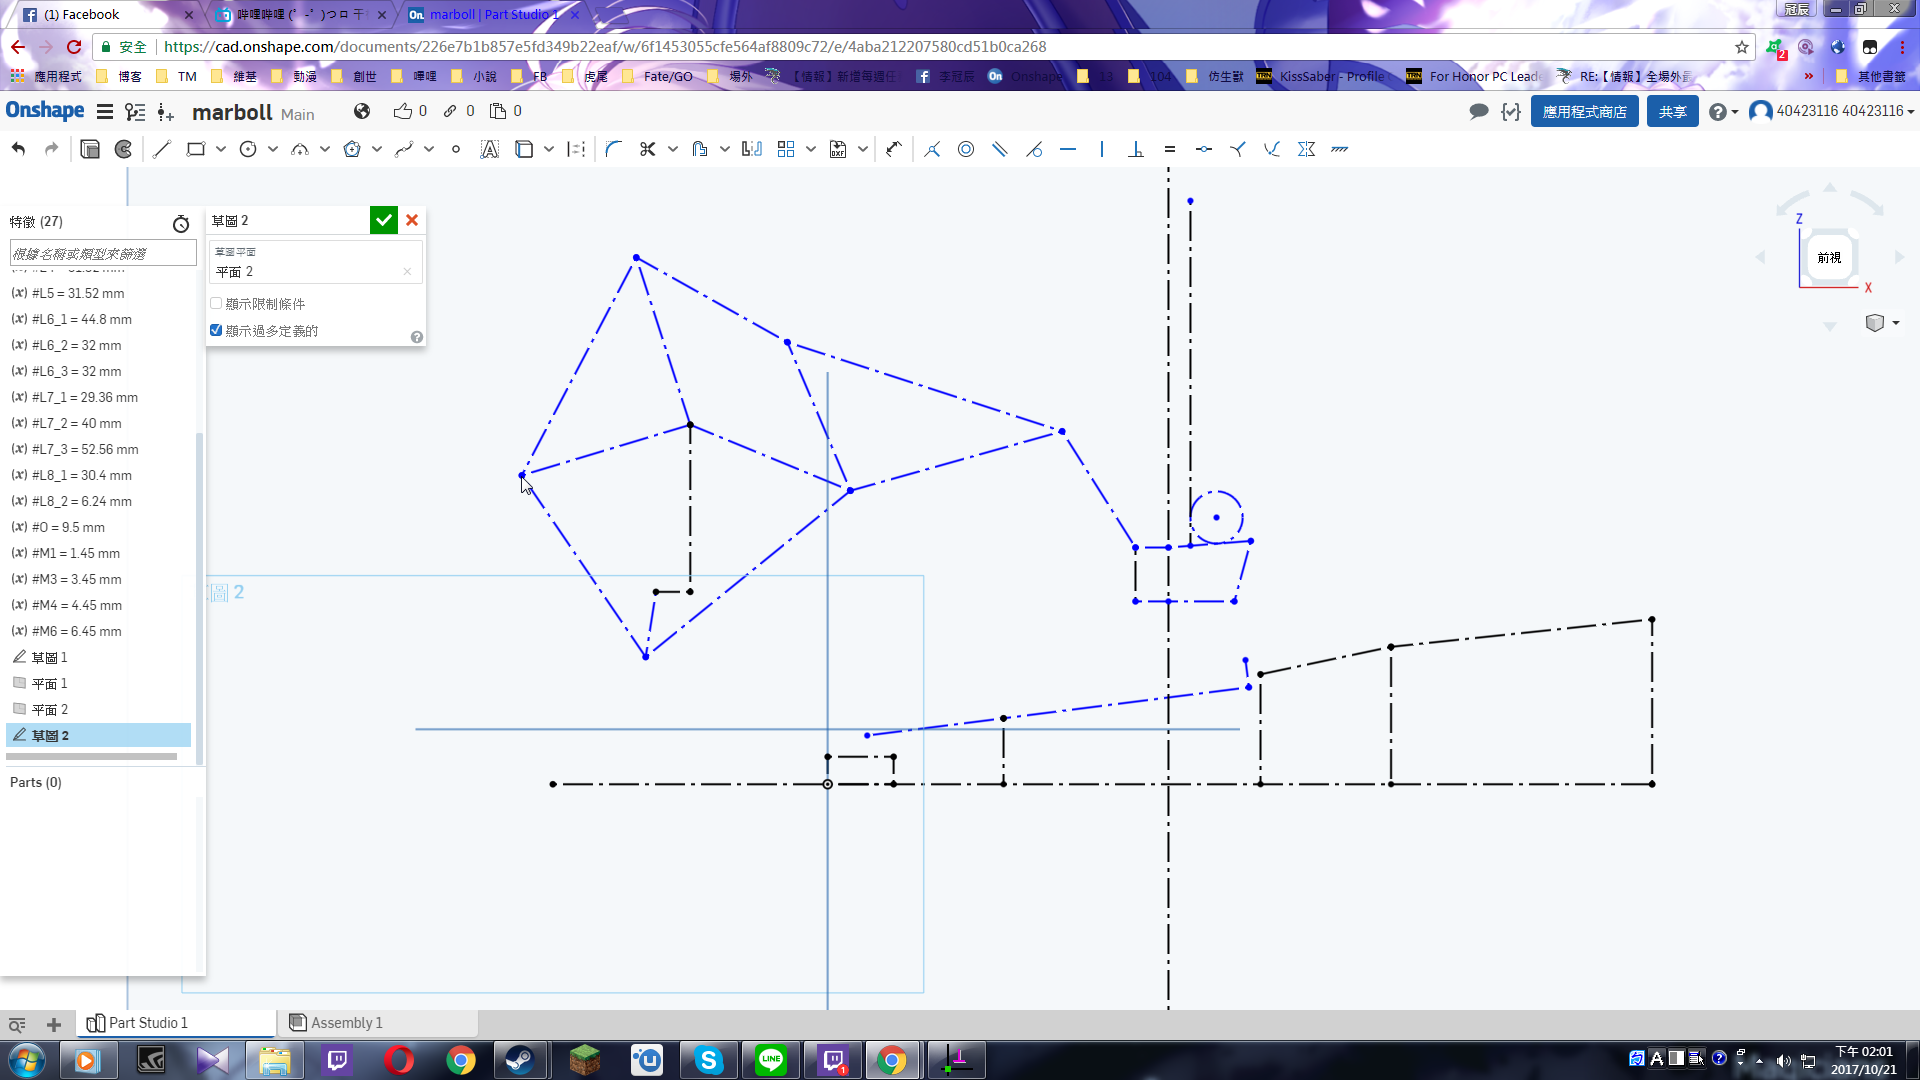 (1) Facebook
哔哩哔哩 (゜-゜)つロ 干
marboll | Part Studio 1
冠辰
安全 https://cad.onshape.com/documents/226e7b1b857e5fd349b22eaf/w/6f1453055cfe564af8809c72/e/4aba212207580cd51b0ca268
應用程式 博客 TM 維基 動漫 創世 嗶哩 小說 FB 虎尾 Fate/GO 場外 【情報】新進每週任 李冠辰 Onshape 13 104 仿生獸 KissSaber - Profile For Honor PC Leade RE:【情報】全場外 其他書籤
Onshape marboll Main 0 0 0 應用程式商店 共享 40423116 40423116
特徵 (27)
根據名稱或類型來篩選
(x) #L5 = 31.52 mm
(x) #L6_1 = 44.8 mm
(x) #L6_2 = 32 mm
(x) #L6_3 = 32 mm
(x) #L7_1 = 29.36 mm
(x) #L7_2 = 40 mm
(x) #L7_3 = 52.56 mm
(x) #L8_1 = 30.4 mm
(x) #L8_2 = 6.24 mm
(x) #O = 9.5 mm
(x) #M1 = 1.45 mm
(x) #M3 = 3.45 mm
(x) #M4 = 4.45 mm
(x) #M6 = 6.45 mm
草圖 1
平面 1
平面 2
草圖 2
Parts (0)
草圖 2
草圖平面
平面 2
顯示限制條件
顯示過多定義的
圖 2
Z
前視
X
Part Studio 1
Assembly 1
LINE
1
A
下午 02:01
2017/10/21